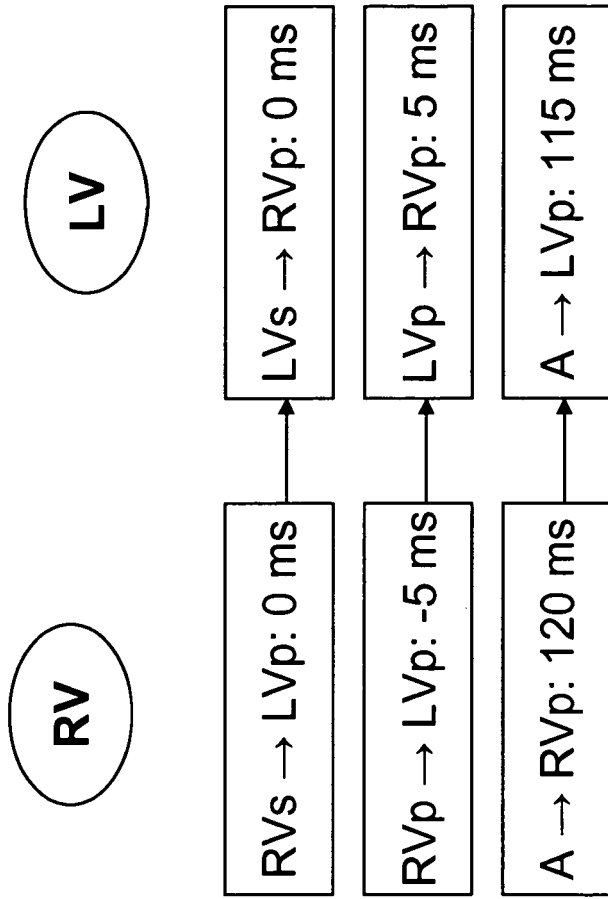 RV
LV
RVs → LVp: 0 ms
LVs → RVp: 0 ms
RVp → LVp: -5 ms
LVp → RVp: 5 ms
A → RVp: 120 ms
A → LVp: 115 ms